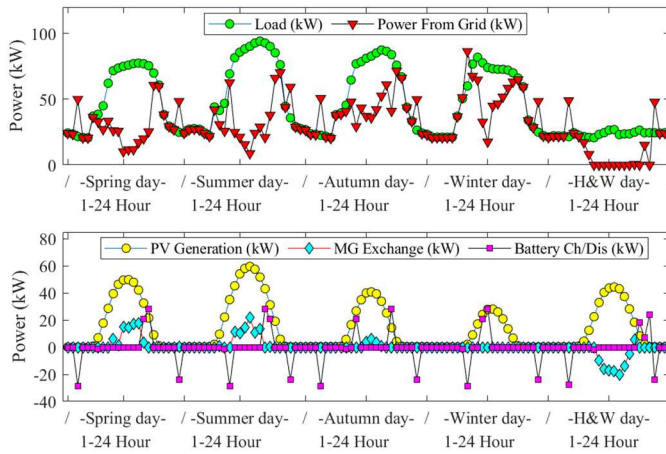 Load (kW) Power From Grid (kW)
Power (kW)
100
50
0
/ -Spring day- / -Summer day- / -Autumn day- / -Winter day- / -H&W day-
1-24 Hour 1-24 Hour 1-24 Hour 1-24 Hour 1-24 Hour
PV Generation (kW) MG Exchange (kW) Battery Ch/Dis (kW)
Power (kW)
80
60
40
20
0
-20
-40
/ -Spring day- / -Summer day- / -Autumn day- / -Winter day- / -H&W day-
1-24 Hour 1-24 Hour 1-24 Hour 1-24 Hour 1-24 Hour